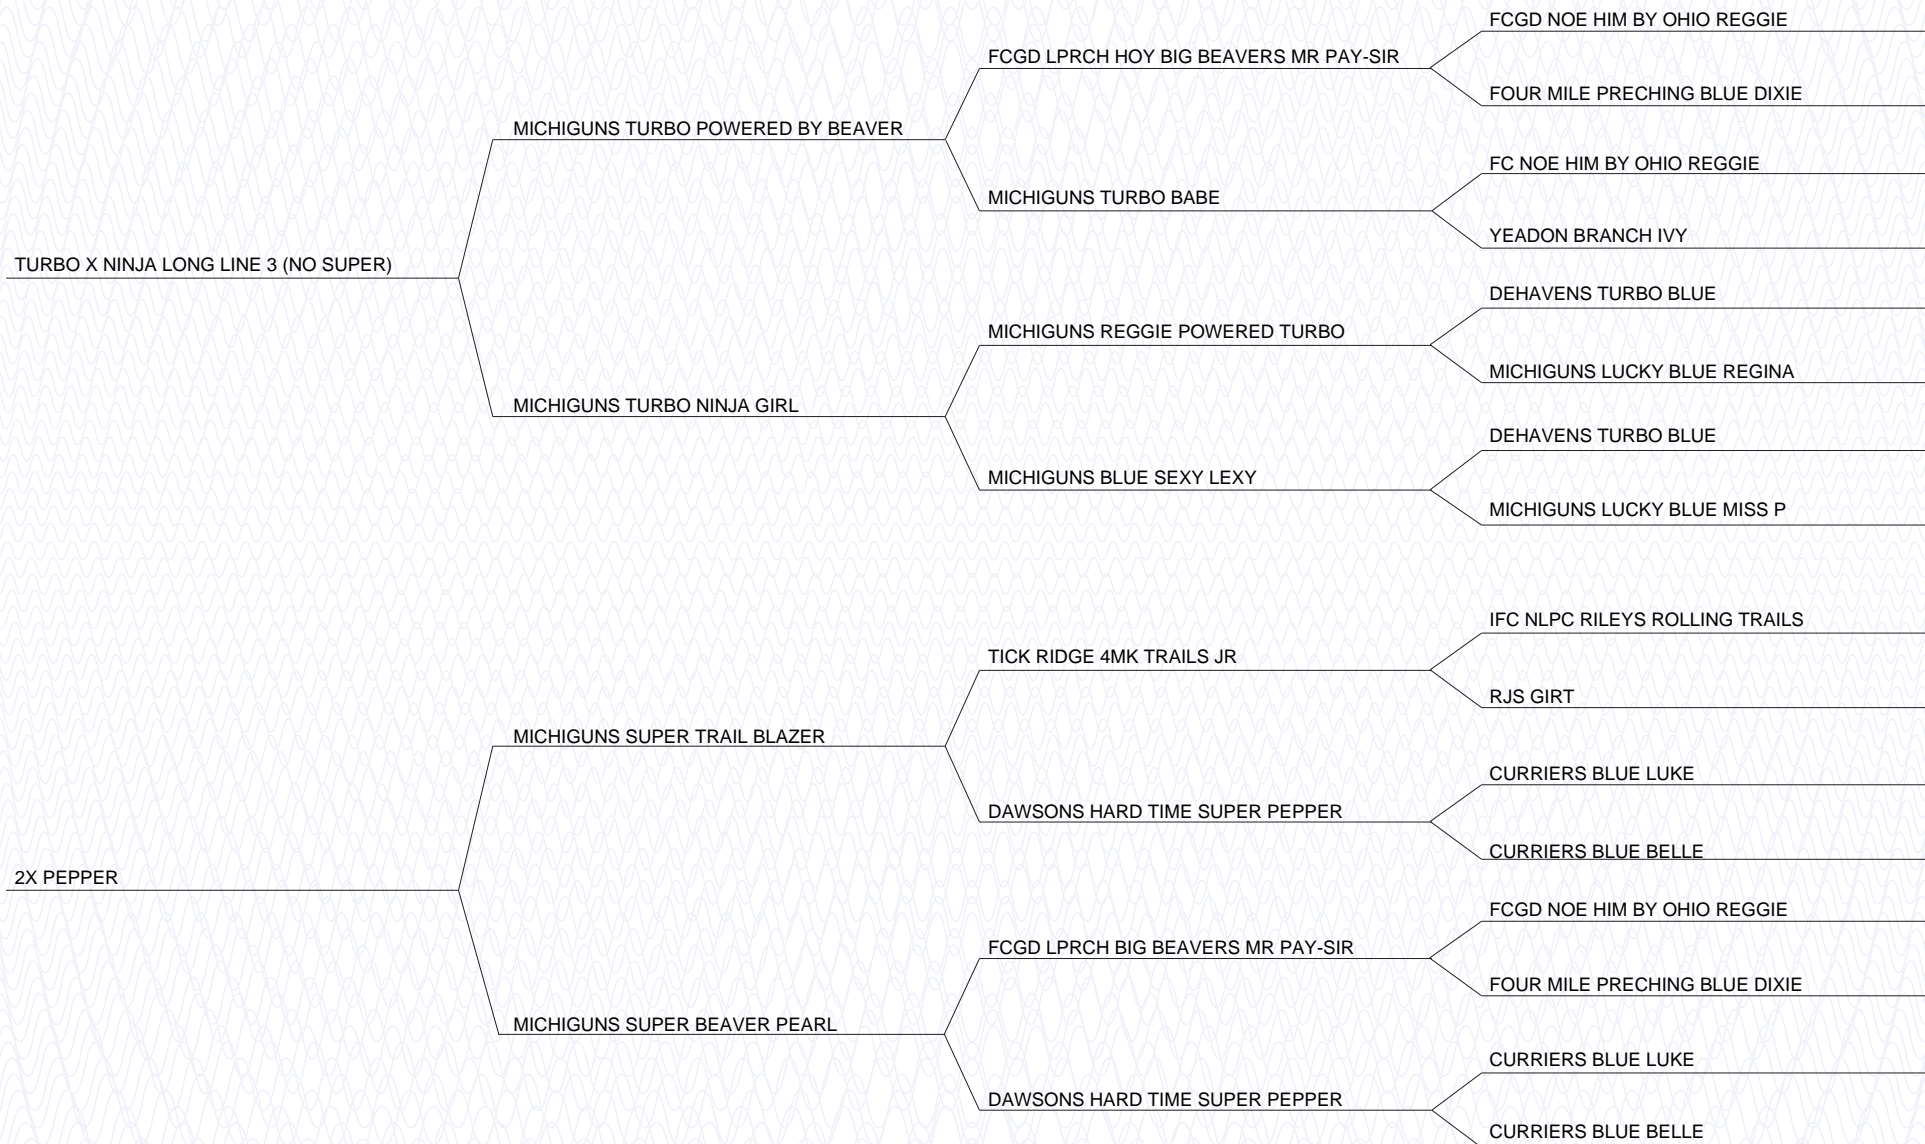 FCGD NOE HIM BY OHIO REGGIE
FCGD LPRCH HOY BIG BEAVERS MR PAY-SIR
FOUR MILE PRECHING BLUE DIXIE
MICHIGUNS TURBO POWERED BY BEAVER
FC NOE HIM BY OHIO REGGIE
MICHIGUNS TURBO BABE
YEADON BRANCH IVY
TURBO X NINJA LONG LINE 3 (NO SUPER)
DEHAVENS TURBO BLUE
MICHIGUNS REGGIE POWERED TURBO
MICHIGUNS LUCKY BLUE REGINA
MICHIGUNS TURBO NINJA GIRL
DEHAVENS TURBO BLUE
MICHIGUNS BLUE SEXY LEXY
MICHIGUNS LUCKY BLUE MISS P
IFC NLPC RILEYS ROLLING TRAILS
TICK RIDGE 4MK TRAILS JR
RJS GIRT
MICHIGUNS SUPER TRAIL BLAZER
CURRIERS BLUE LUKE
DAWSONS HARD TIME SUPER PEPPER
CURRIERS BLUE BELLE
2X PEPPER
FCGD NOE HIM BY OHIO REGGIE
FCGD LPRCH BIG BEAVERS MR PAY-SIR
FOUR MILE PRECHING BLUE DIXIE
MICHIGUNS SUPER BEAVER PEARL
CURRIERS BLUE LUKE
DAWSONS HARD TIME SUPER PEPPER
CURRIERS BLUE BELLE